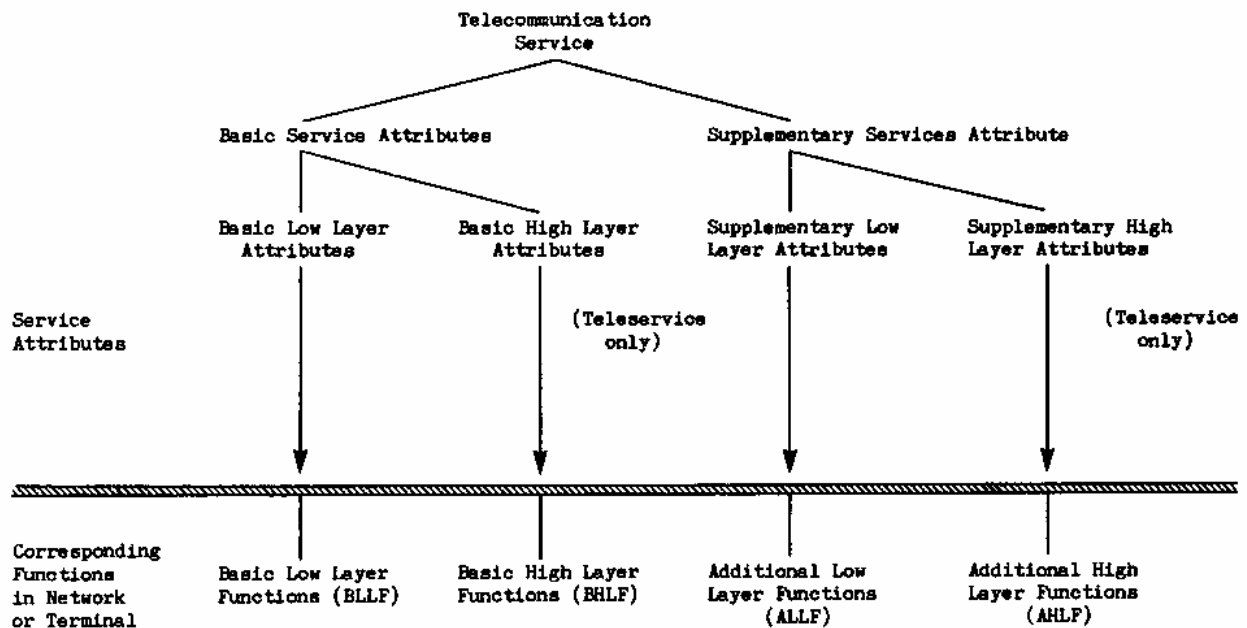 Telecommunication
Service
Basic Service Attributes
Supplementary Services Attribute
Basic Low Layer
Attributes
Basic High Layer
Attributes
Supplementary Low
Layer Attributes
Supplementary High
Layer Attributes
Service
Attributes
(Teleservice
only)
(Teleservice
only)
Corresponding
Functions
in Network
or Terminal
Basic Low Layer
Functions (BLLF)
Basic High Layer
Functions (BHLF)
Additional Low
Layer Functions
(ALLF)
Additional High
Layer Functions
(AHLF)